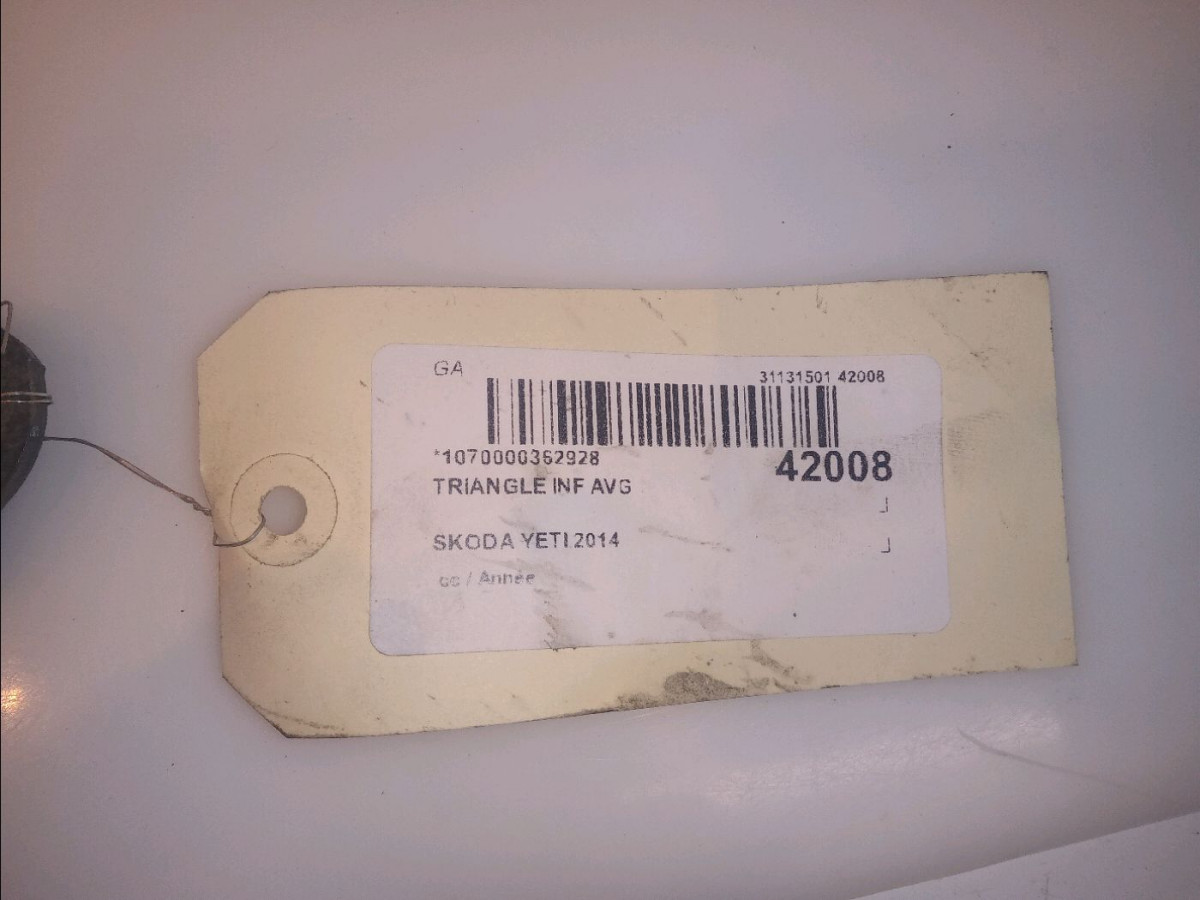 GA
31131501 42008
*1070000362928
42008
TRIANGLE INF AVG
SKODA YETI 2014
cc / Année